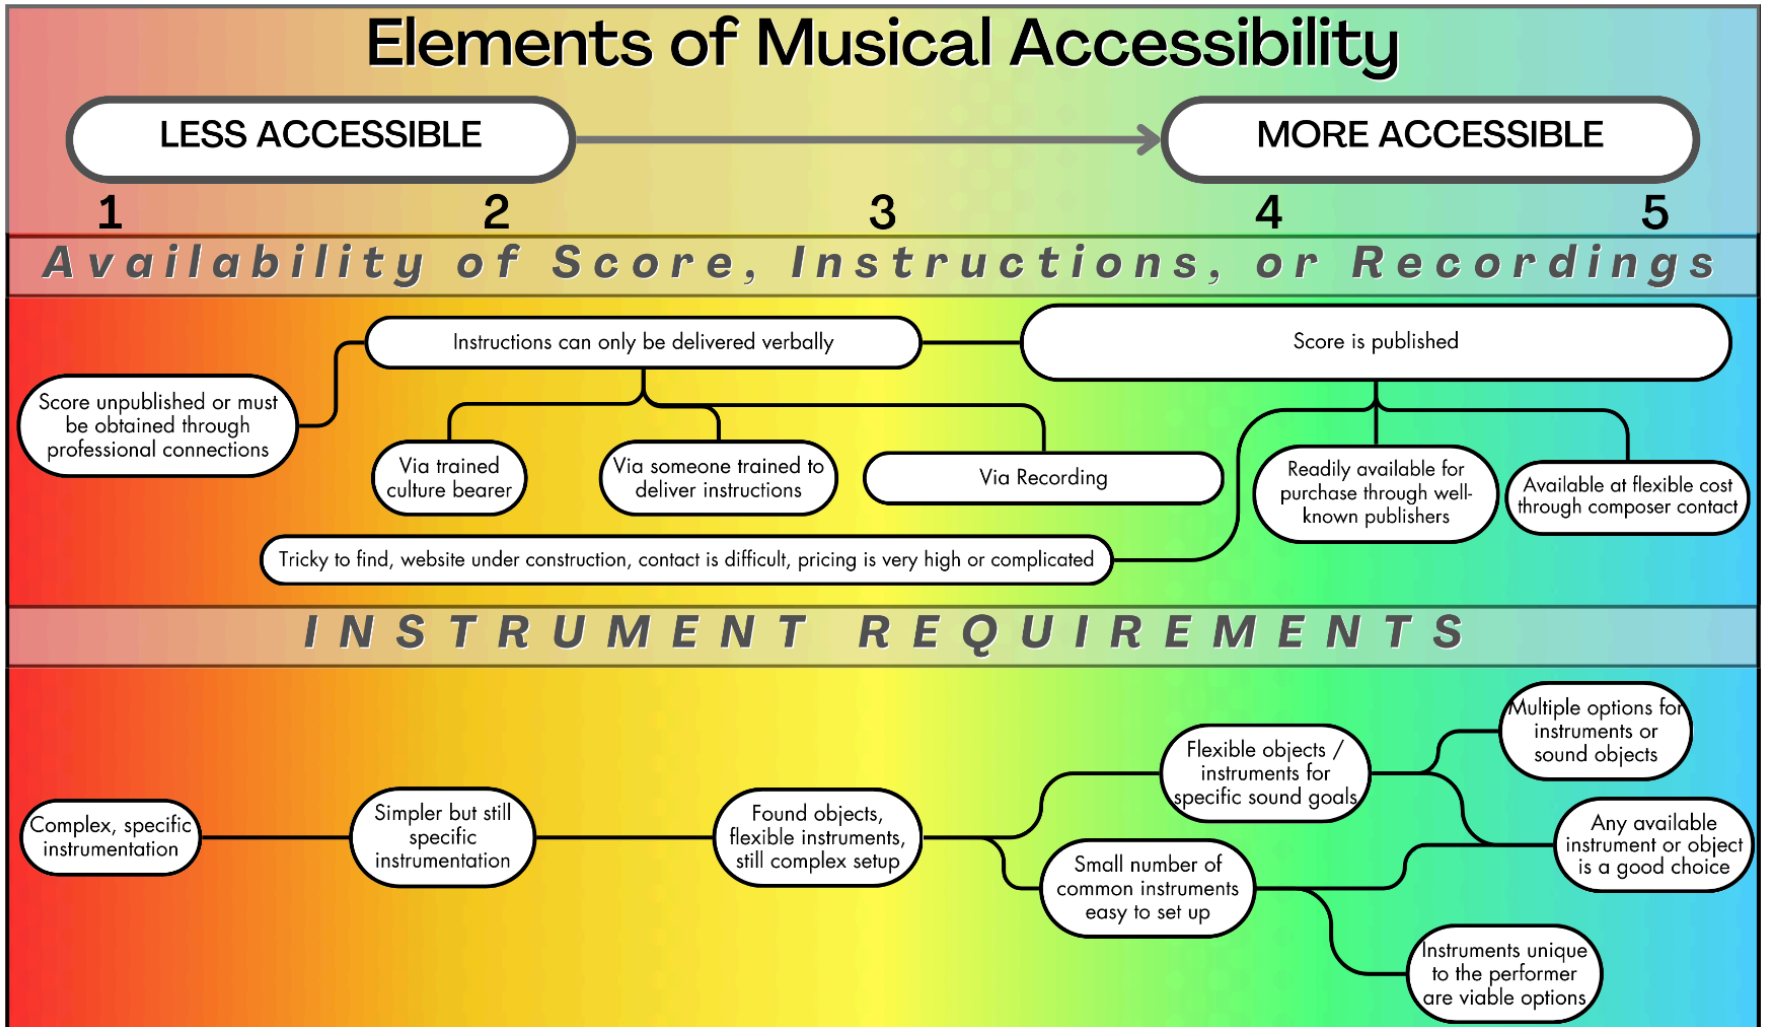 Elements of Musical Accessibility
LESS ACCESSIBLE
MORE ACCESSIBLE
1 2 3 4 5
Availability of Score, Instructions, or Recordings
Instructions can only be delivered verbally
Score is published
Score unpublished or must
be obtained through
professional connections
Via trained
culture bearer
Via someone trained to
deliver instructions
Via Recording
Readily available for
purchase through well-
known publishers
Available at flexible cost
through composer contact
Tricky to find, website under construction, contact is difficult, pricing is very high or complicated
INSTRUMENT REQUIREMENTS
Complex, specific
instrumentation
Simpler but still
specific
instrumentation
Found objects,
flexible instruments,
still complex setup
Flexible objects /
instruments for
specific sound goals
Small number of
common instruments
easy to set up
Multiple options for
instruments or
sound objects
Any available
instrument or object
is a good choice
Instruments unique
to the performer
are viable options